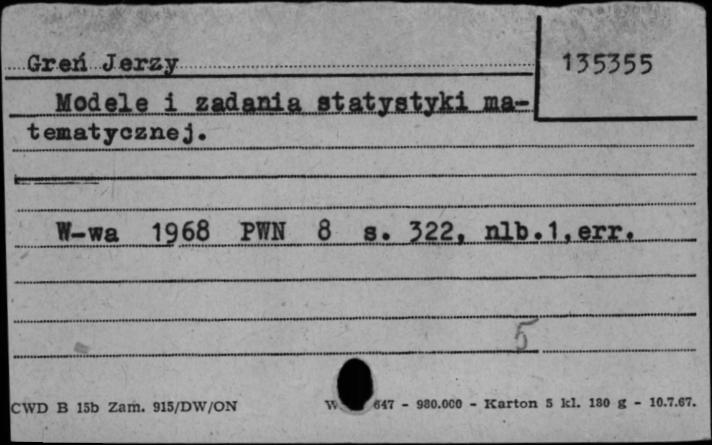 Greń Jerzy
135355
Modele i zadania statystyki ma-
tematycznej.
W-wa 1968 PWN 8 s. 322, nlb.1,err.
5
CWD B 15b Zam. 915/DW/ON 647 - 980.000 - Karton 5 kl. 180 g - 10.7.67.